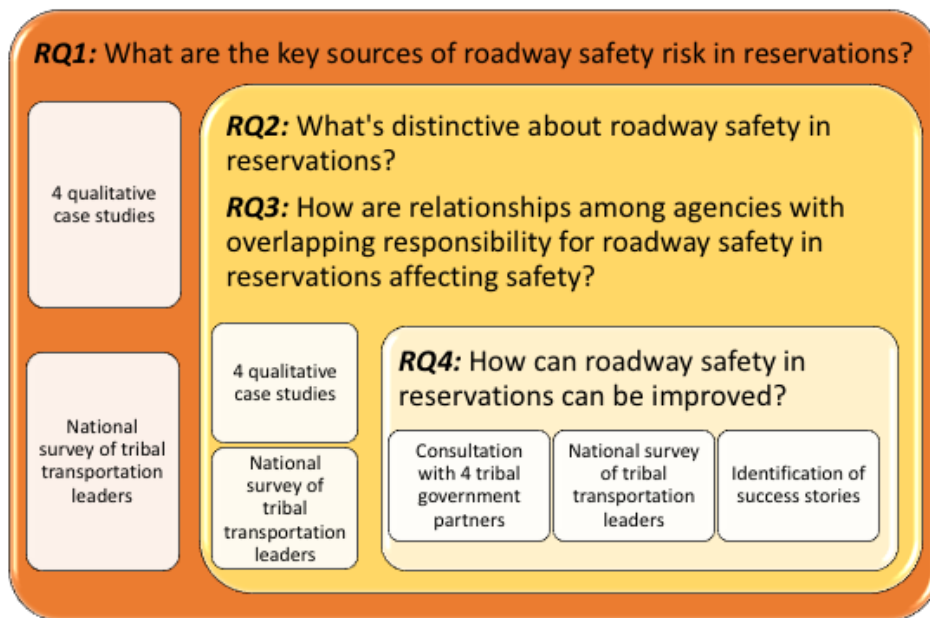 RQ1: What are the key sources of roadway safety risk in reservations?
4 qualitative
case studies
National
survey of tribal
transportation
leaders
RQ2: What's distinctive about roadway safety in
reservations?
RQ3: How are relationships among agencies with
overlapping responsibility for roadway safety in
reservations affecting safety?
4 qualitative
case studies
National
survey of
tribal
transportation
leaders
RQ4: How can roadway safety in
reservations can be improved?
Consultation
with 4 tribal
government
partners
National survey
of tribal
transportation
leaders
Identification of
success stories